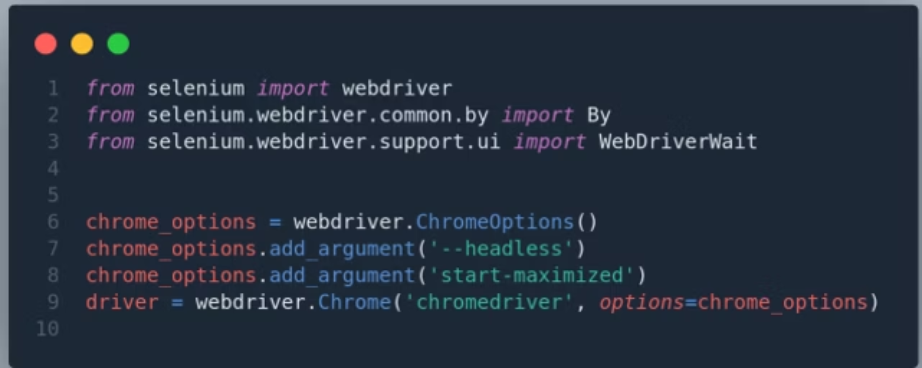 1 from selenium import webdriver
2 from selenium.webdriver.common.by import By
3 from selenium.webdriver.support.ui import WebDriverWait
4
5
6 chrome_options = webdriver.ChromeOptions()
7 chrome_options.add_argument('--headless')
8 chrome_options.add_argument('start-maximized')
9 driver = webdriver.Chrome('chromedriver', options=chrome_options)
10